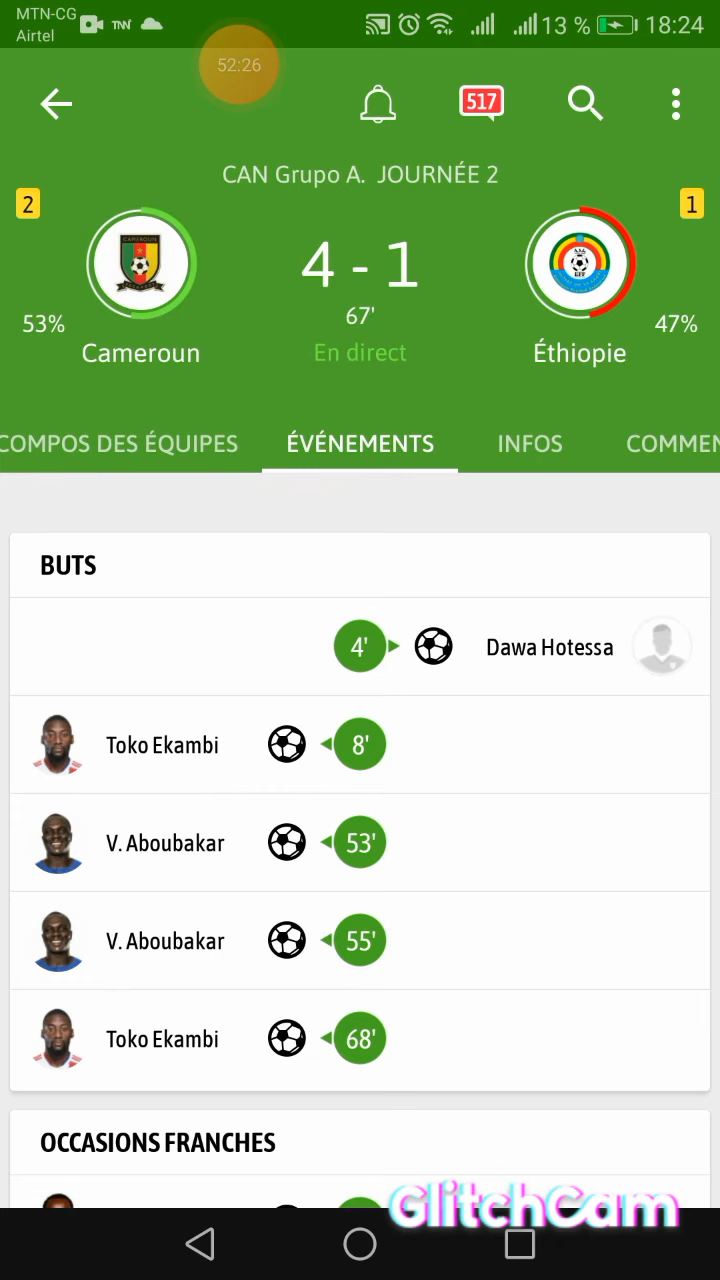 MTN-CG
Airtel
TNN
13 %
18:24
52:26
517
CAN Grupo A. JOURNÉE 2
2
1
4 - 1
67'
53%
47%
Cameroun
En direct
Éthiopie
COMPOS DES ÉQUIPES
ÉVÉNEMENTS
INFOS
COMMEN
BUTS
4'
Dawa Hotessa
Toko Ekambi
8'
V. Aboubakar
53'
V. Aboubakar
55'
Toko Ekambi
68'
OCCASIONS FRANCHES
GlitchCam